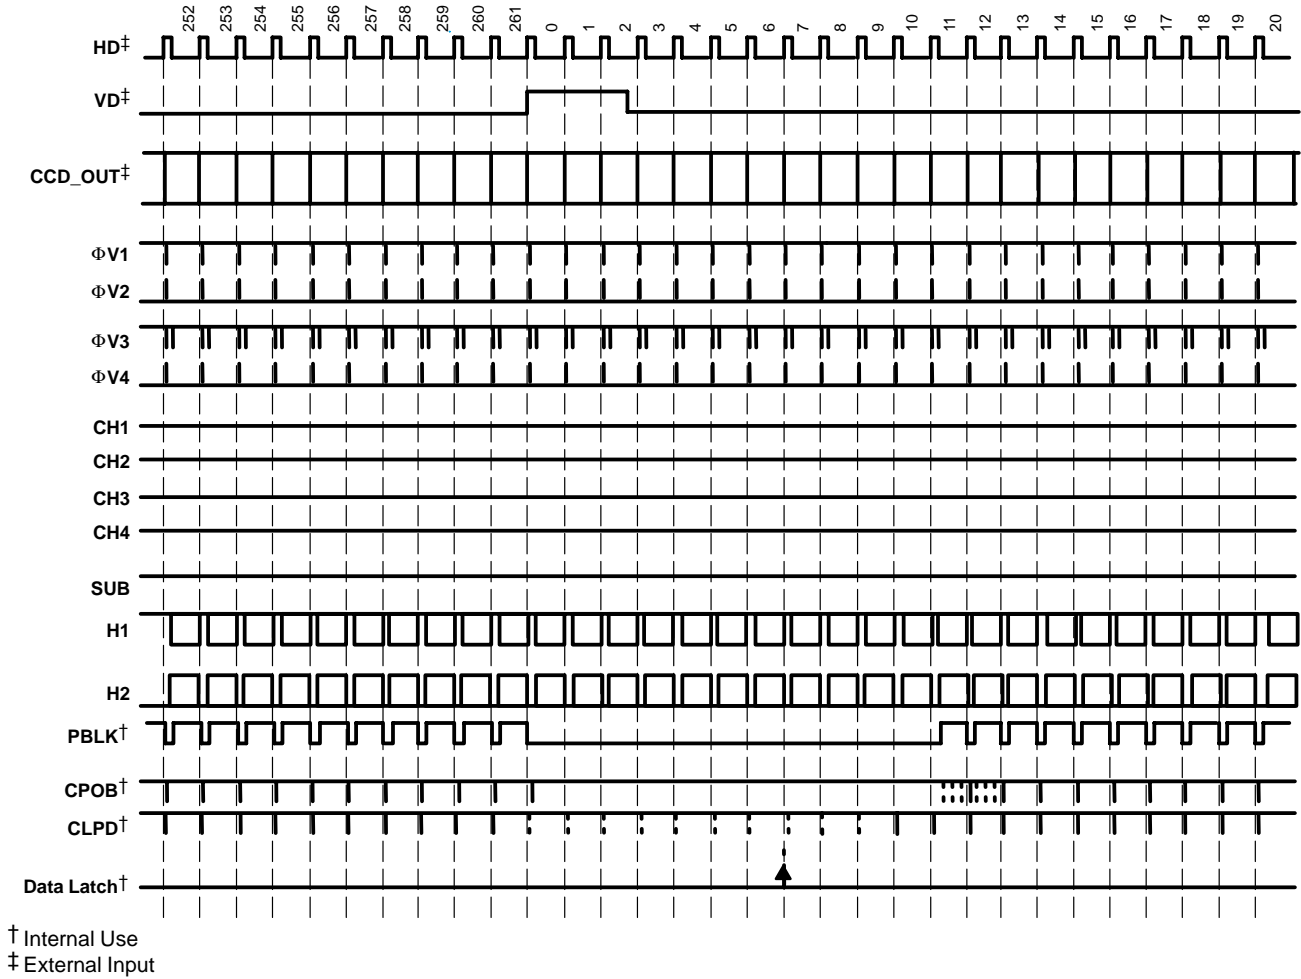 252 253 254 255 256 257 258 259 260 261 0 1 2 3 4 5 6 7 8 9 10 11 12 13 14 15 16 17 18 19 20
HD‡
VD‡
CCD_OUT‡
ΦV1
ΦV2
ΦV3
ΦV4
CH1
CH2
CH3
CH4
SUB
H1
H2
PBLK†
CPOB†
CLPD†
Data Latch†
† Internal Use
‡ External Input